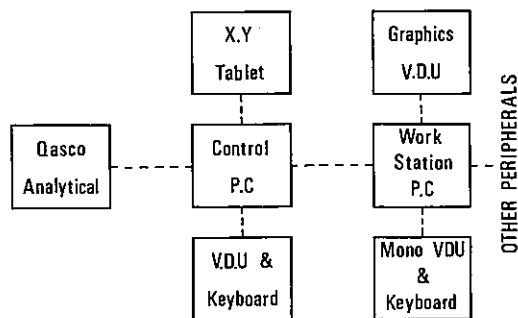 X.Y
Tablet
Graphics
V.D.U
Qasco
Analytical
Control
P.C
Work
Station
P.C
OTHER PERIPHERALS
V.D.U &
Keyboard
Mono VDU
&
Keyboard